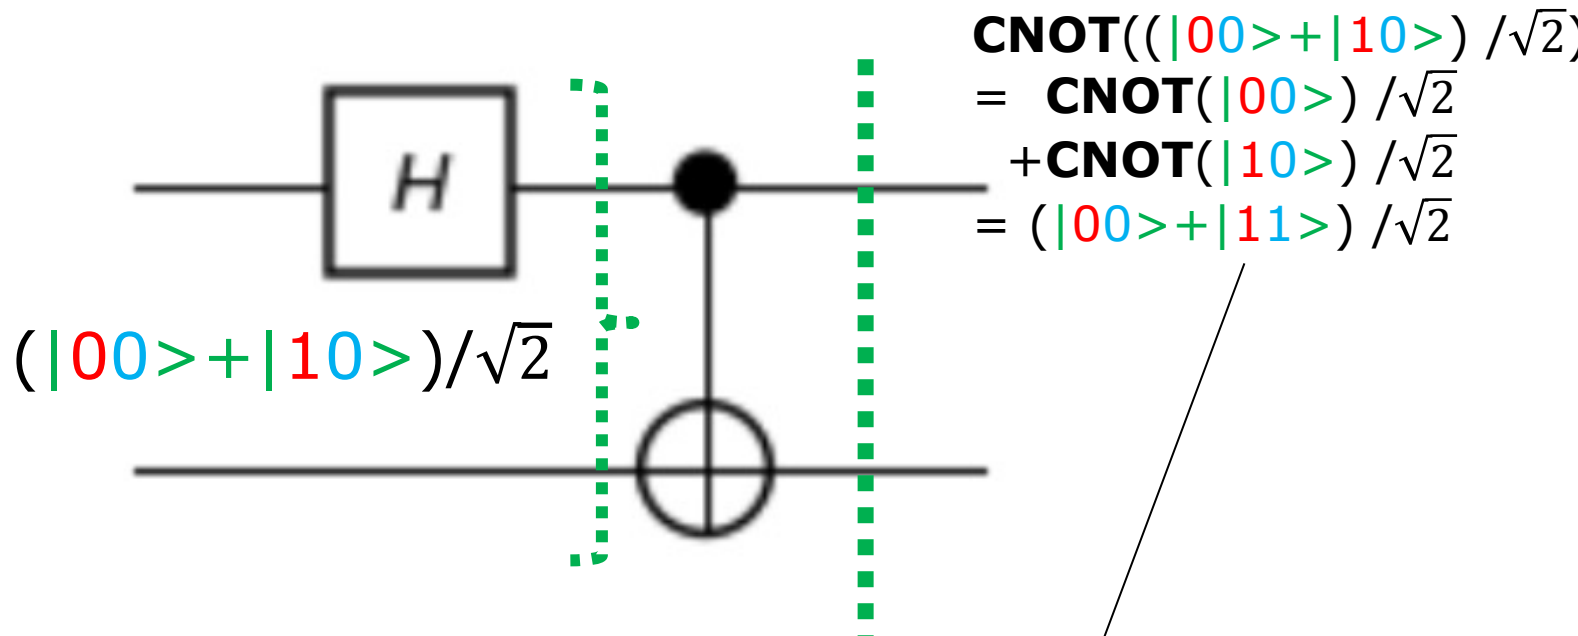 CNOT((|00>+|10>) /√2)
= CNOT(|00>) /√2
+CNOT(|10>) /√2
= (|00>+|11>) /√2
H
(|00>+|10>)/√2